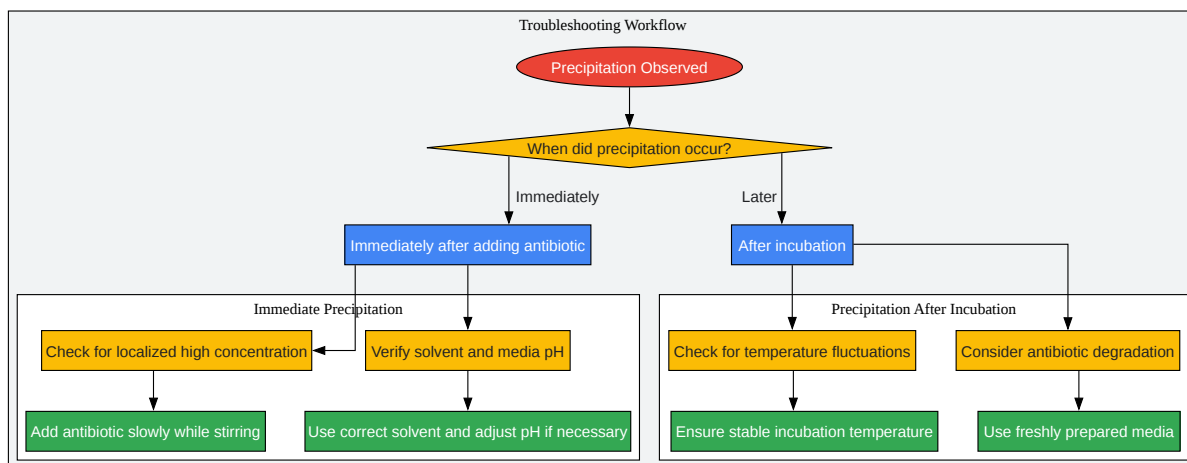 Troubleshooting Workflow
Precipitation Observed
When did precipitation occur?
Immediately
Later
Immediately after adding antibiotic
After incubation
Immediate Precipitation
Precipitation After Incubation
Check for localized high concentration
Verify solvent and media pH
Check for temperature fluctuations
Consider antibiotic degradation
Add antibiotic slowly while stirring
Use correct solvent and adjust pH if necessary
Ensure stable incubation temperature
Use freshly prepared media